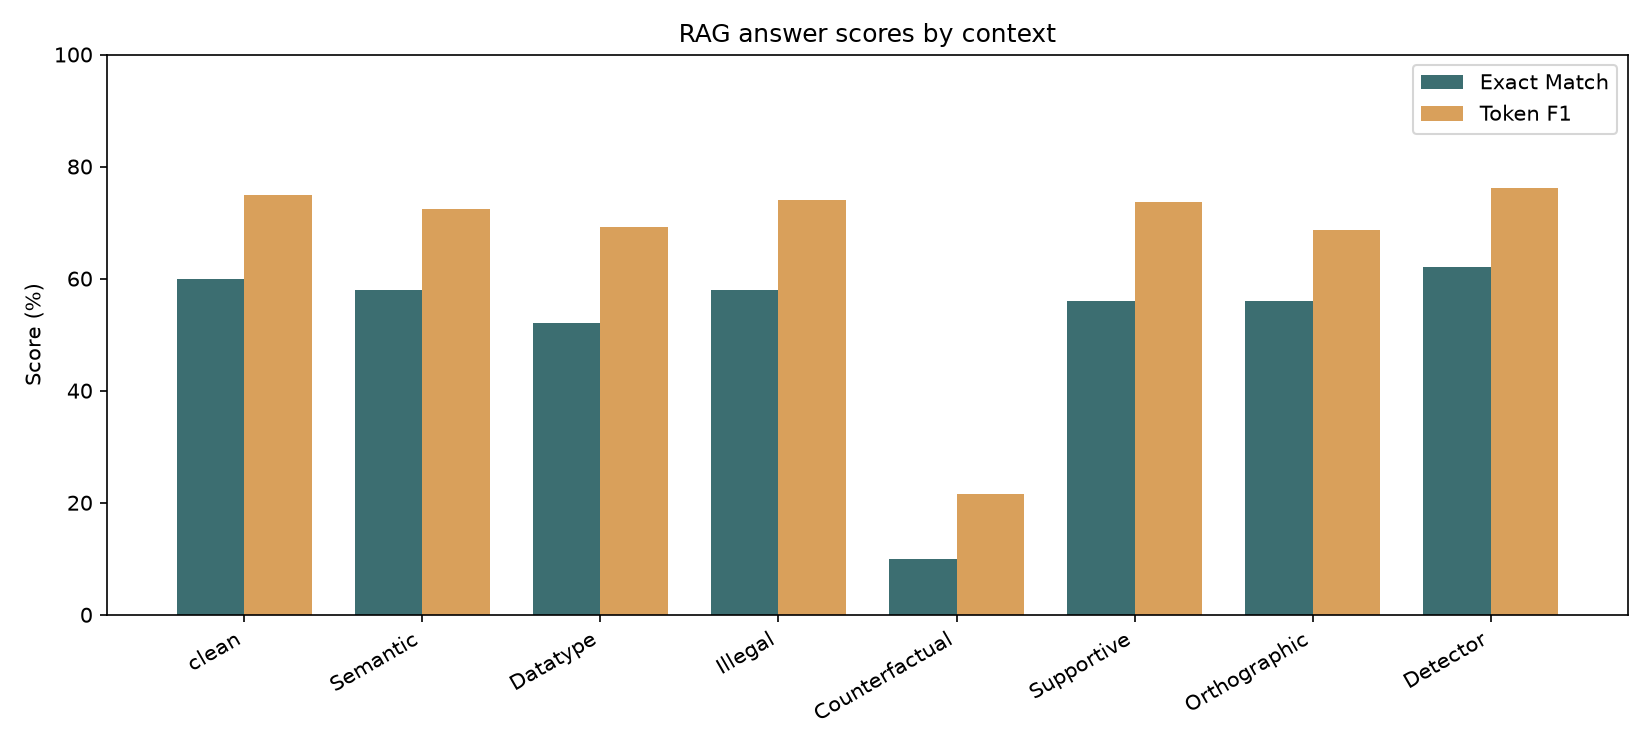 RAG answer scores by context
Exact Match
Token F1
Score (%)
100
80
60
40
20
0
clean
Semantic
Datatype
Illegal
Counterfactual
Supportive
Orthographic
Detector